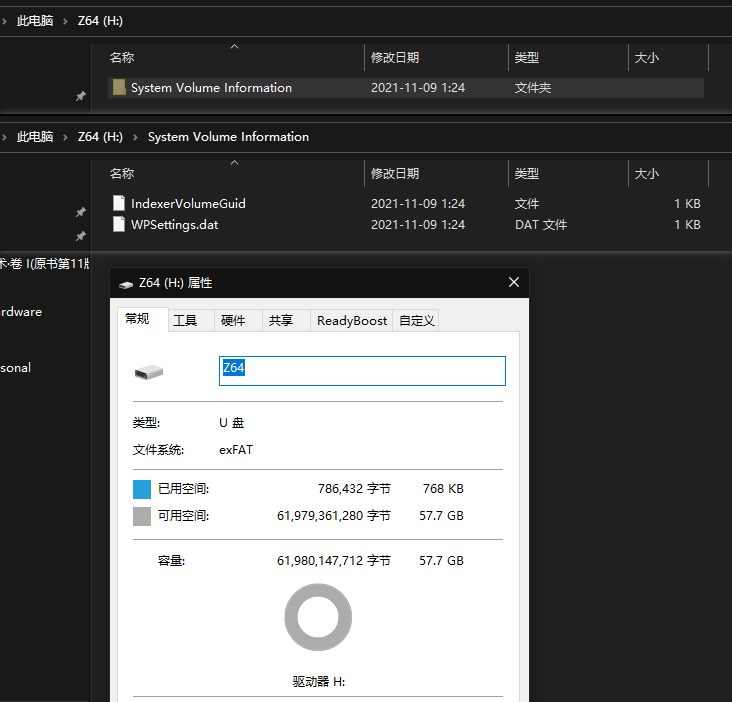 此电脑 › Z64 (H:)
名称 修改日期 类型 大小
System Volume Information 2021-11-09 1:24 文件夹
此电脑 › Z64 (H:) › System Volume Information
名称 修改日期 类型 大小
IndexerVolumeGuid 2021-11-09 1:24 文件 1 KB
WPSettings.dat 2021-11-09 1:24 DAT 文件 1 KB
术·卷 I(原书第11版
Z64 (H:) 属性
rdware
常规 工具 硬件 共享 ReadyBoost 自定义
sonal
Z64
类型: U 盘
文件系统: exFAT
已用空间: 786,432 字节 768 KB
可用空间: 61,979,361,280 字节 57.7 GB
容量: 61,980,147,712 字节 57.7 GB
驱动器 H: